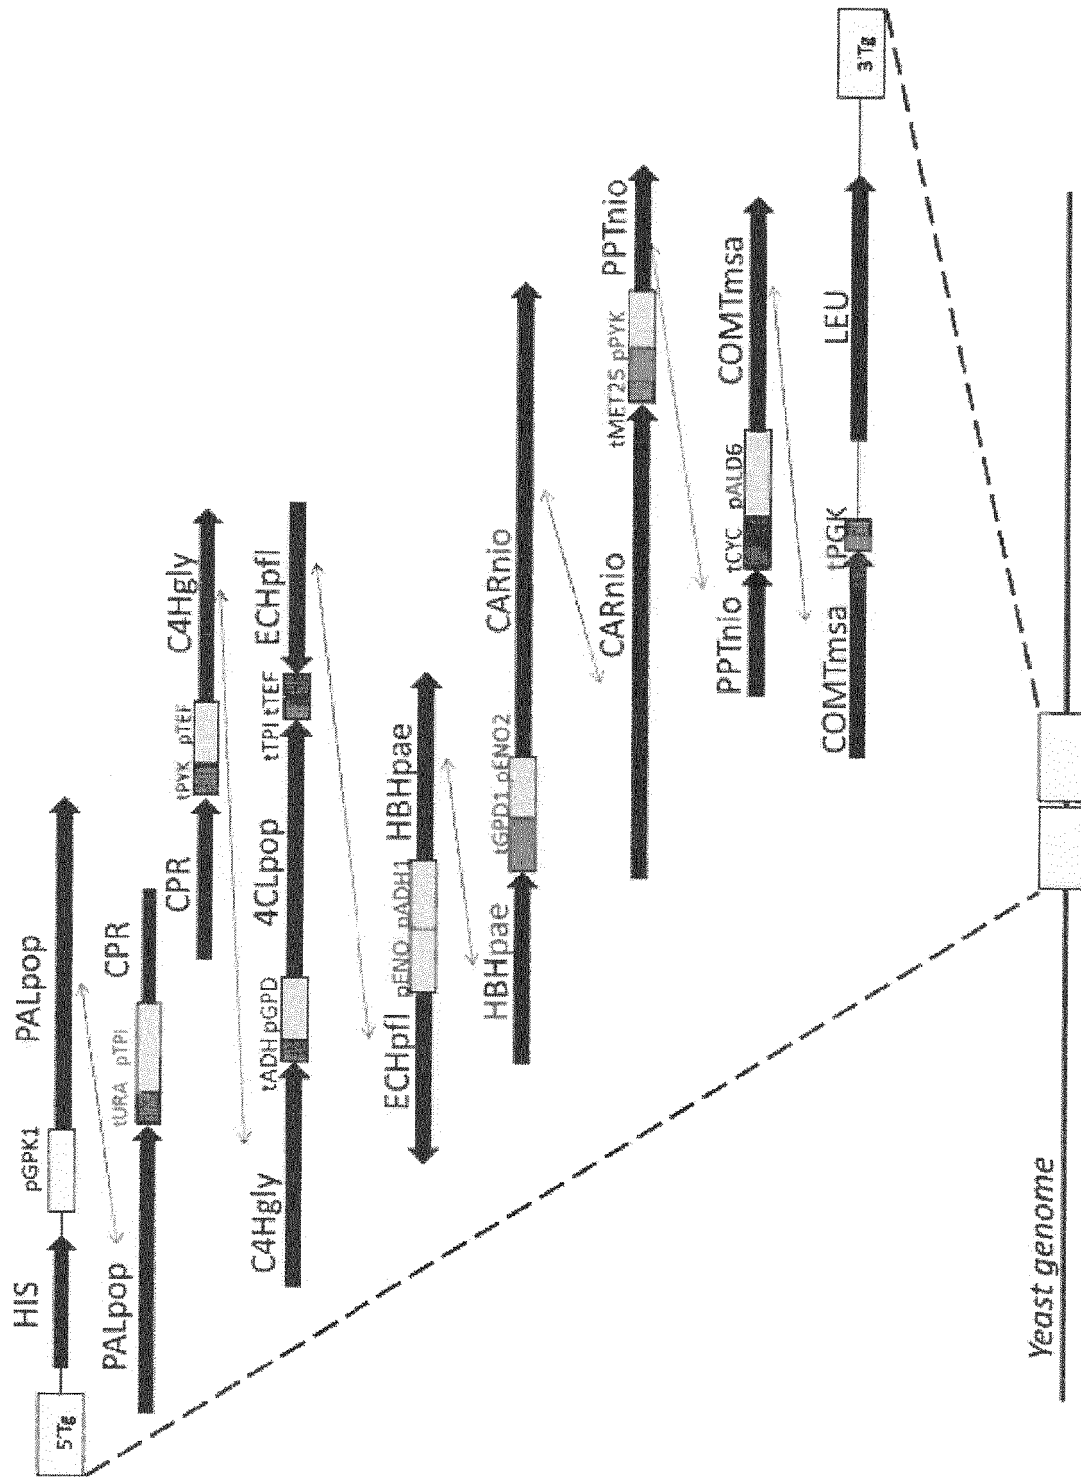 5'Tg
HIS
pGPK1
PALpop
PALpop
tURA pTPI
CPR
CPR
tPYK pTEF
C4Hgly
C4Hgly
tADH pGPD
4CLpop
tTPI tTEF
ECHpfl
ECHpfl
pENO pADH1
HBHpae
HBHpae
tGPD1 pENO2
CARnio
CARnio
tMET25 pPYK
PPTnio
PPTnio
tCYC pALD6
COMTmsa
COMTmsa
tPGK
LEU
3'Tg
Yeast genome